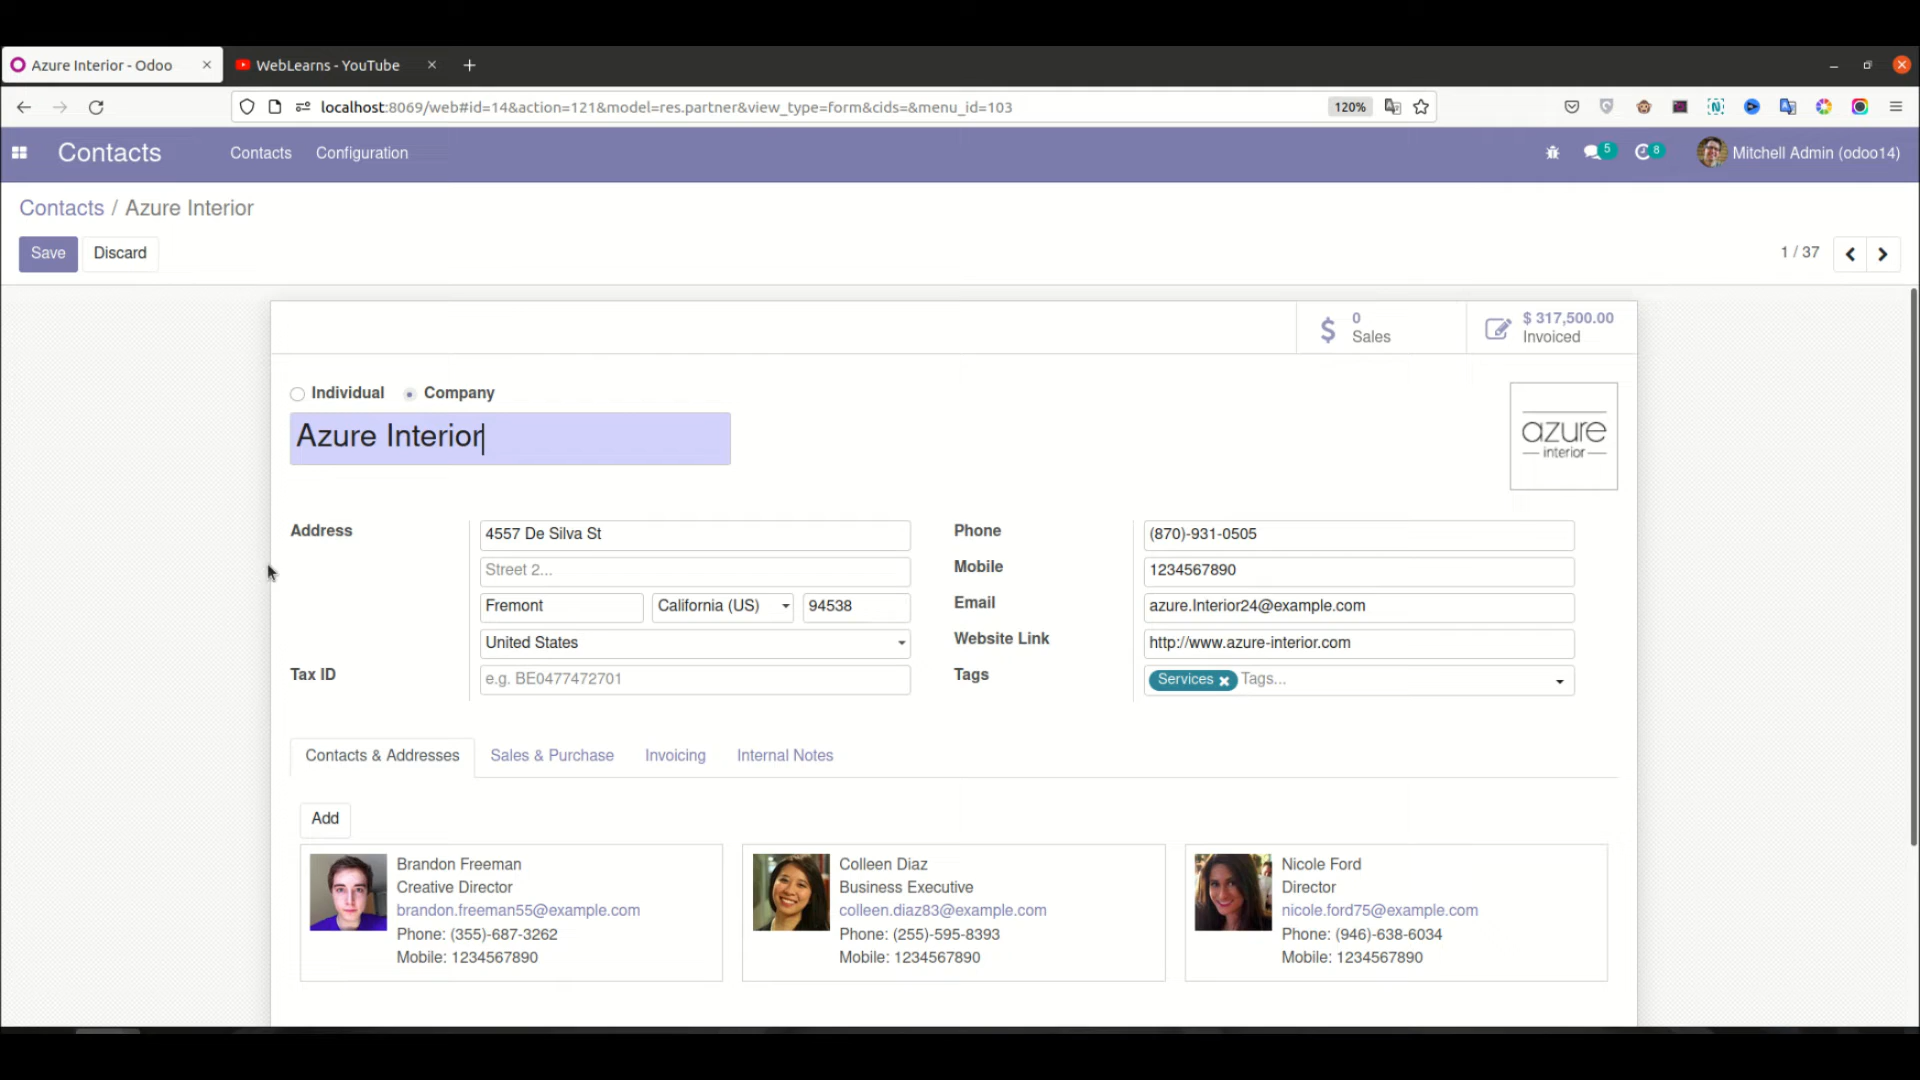 Azure Interior - Odoo
WebLearns - YouTube
localhost:8069/web#id=14&action=121&model=res.partner&view_type=form&cids=&menu_id=103
120%
Contacts
Contacts
Configuration
5
8
Mitchell Admin (odoo14)
Contacts / Azure Interior
Save
Discard
1 / 37
0
Sales
$ 317,500.00
Invoiced
Individual
Company
Azure Interior
azure
interior
Address
4557 De Silva St
Street 2...
Fremont
California (US)
94538
United States
Tax ID
e.g. BE0477472701
Phone
(870)-931-0505
Mobile
1234567890
Email
azure.Interior24@example.com
Website Link
http://www.azure-interior.com
Tags
Services
Tags...
Contacts & Addresses
Sales & Purchase
Invoicing
Internal Notes
Add
Brandon Freeman
Creative Director
brandon.freeman55@example.com
Phone: (355)-687-3262
Mobile: 1234567890
Colleen Diaz
Business Executive
colleen.diaz83@example.com
Phone: (255)-595-8393
Mobile: 1234567890
Nicole Ford
Director
nicole.ford75@example.com
Phone: (946)-638-6034
Mobile: 1234567890